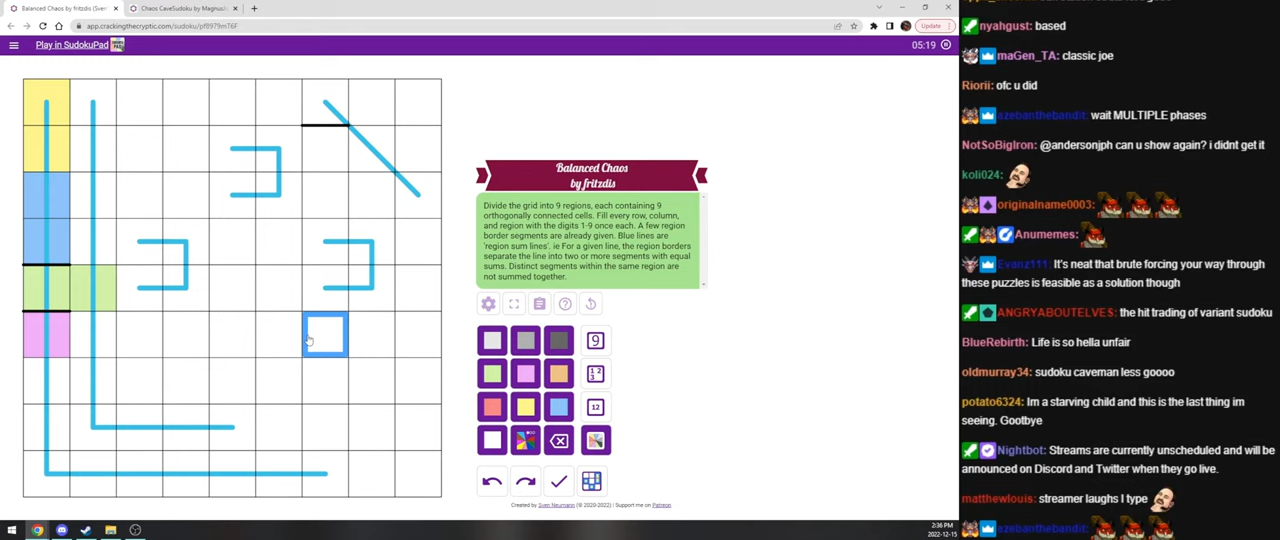 Balanced Chaos by fritzdis (Sven
Chaos CaveSudoku by Magnus
app.crackingthecryptic.com/sudoku/pf8979mT6F
Update
Play in SudokuPad
05:19
Balanced Chaos
by fritzdis
Divide the grid into 9 regions, each containing 9
orthogonally connected cells. Fill every row, column,
and region with the digits 1-9 once each. A few region
border segments are already given. Blue lines are
'region sum lines'. ie For a given line, the region borders
separate the line into two or more segments with equal
sums. Distinct segments within the same region are
not summed together.
9
1 2
3
12
Created by Sven Neumann (© 2020-2022) | Support me on Patreon
2:36 PM
2022-12-15
nyahgust: based
maGen_TA: classic joe
Riorii: ofc u did
azebanthebandit: wait MULTIPLE phases
NotSoBigIron: @andersonjph can u show again? i didnt get it
koli024:
originalname0003:
Anumemes:
Evanz111: It's neat that brute forcing your way through
these puzzles is feasible as a solution though
ANGRYABOUTELVES: the hit trading of variant sudoku
BlueRebirth: Life is so hella unfair
oldmurray34: sudoku caveman less goooo
potato6324: Im a starving child and this is the last thing im
seeing. Goodbye
Nightbot: Streams are currently unscheduled and will be
announced on Discord and Twitter when they go live.
matthewlouis: streamer laughs I type
azebanthebandit: